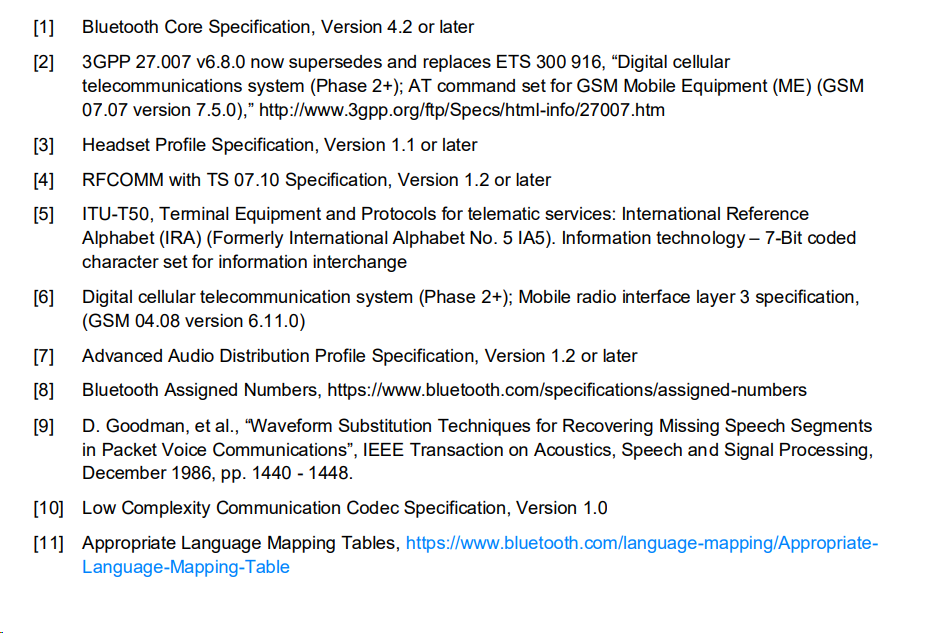 [1] Bluetooth Core Specification, Version 4.2 or later
[2] 3GPP 27.007 v6.8.0 now supersedes and replaces ETS 300 916, “Digital cellular
telecommunications system (Phase 2+); AT command set for GSM Mobile Equipment (ME) (GSM
07.07 version 7.5.0),” http://www.3gpp.org/ftp/Specs/html-info/27007.htm
[3] Headset Profile Specification, Version 1.1 or later
[4] RFCOMM with TS 07.10 Specification, Version 1.2 or later
[5] ITU-T50, Terminal Equipment and Protocols for telematic services: International Reference
Alphabet (IRA) (Formerly International Alphabet No. 5 IA5). Information technology – 7-Bit coded
character set for information interchange
[6] Digital cellular telecommunication system (Phase 2+); Mobile radio interface layer 3 specification,
(GSM 04.08 version 6.11.0)
[7] Advanced Audio Distribution Profile Specification, Version 1.2 or later
[8] Bluetooth Assigned Numbers, https://www.bluetooth.com/specifications/assigned-numbers
[9] D. Goodman, et al., “Waveform Substitution Techniques for Recovering Missing Speech Segments
in Packet Voice Communications”, IEEE Transaction on Acoustics, Speech and Signal Processing,
December 1986, pp. 1440 - 1448.
[10] Low Complexity Communication Codec Specification, Version 1.0
[11] Appropriate Language Mapping Tables, https://www.bluetooth.com/language-mapping/Appropriate-
Language-Mapping-Table